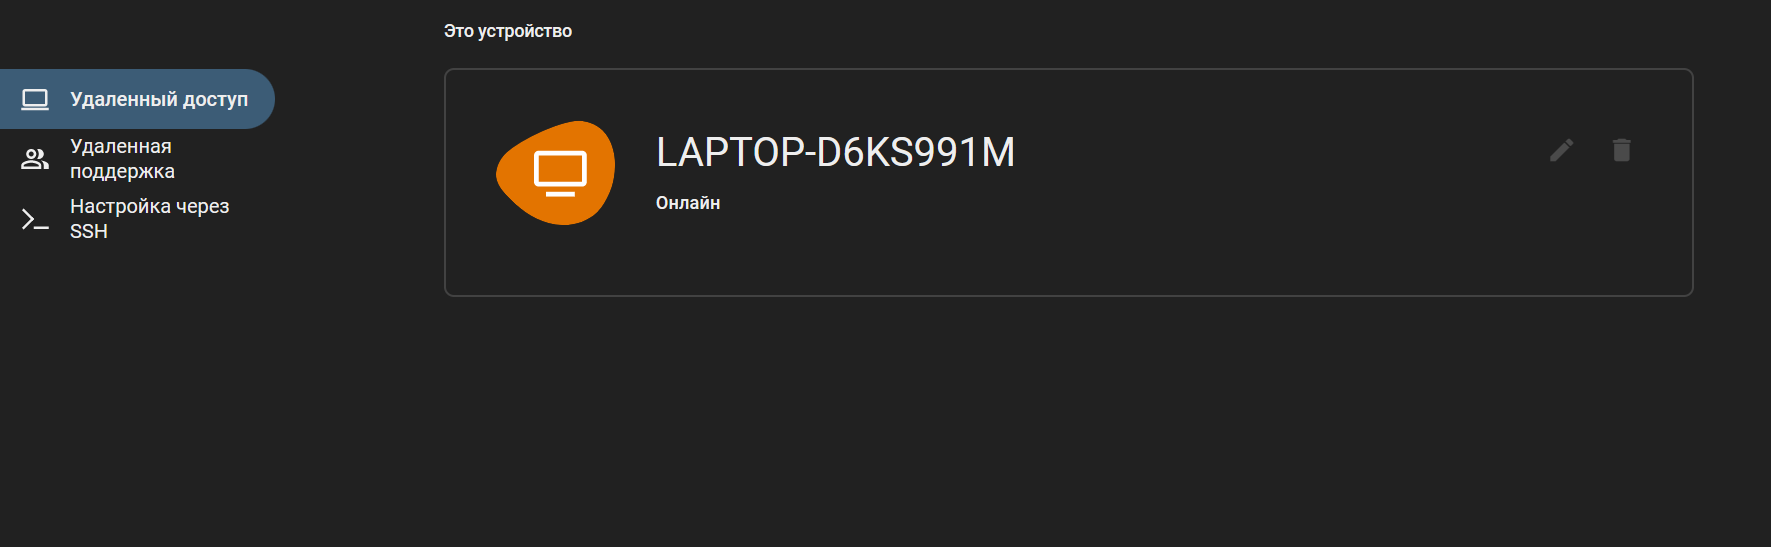 Это устройство
Удаленный доступ
Удаленная
поддержка
Настройка через
SSH
LAPTOP-D6KS991M
Онлайн